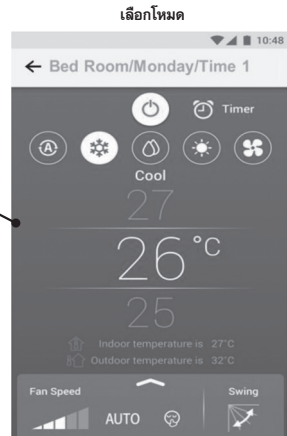 เลือกโหมด
10:48
← Bed Room/Monday/Time 1
Timer
A
Cool
27
26°C
25
Indoor temperature is 27°C
Outdoor temperature is 32°C
Fan Speed Swing
AUTO